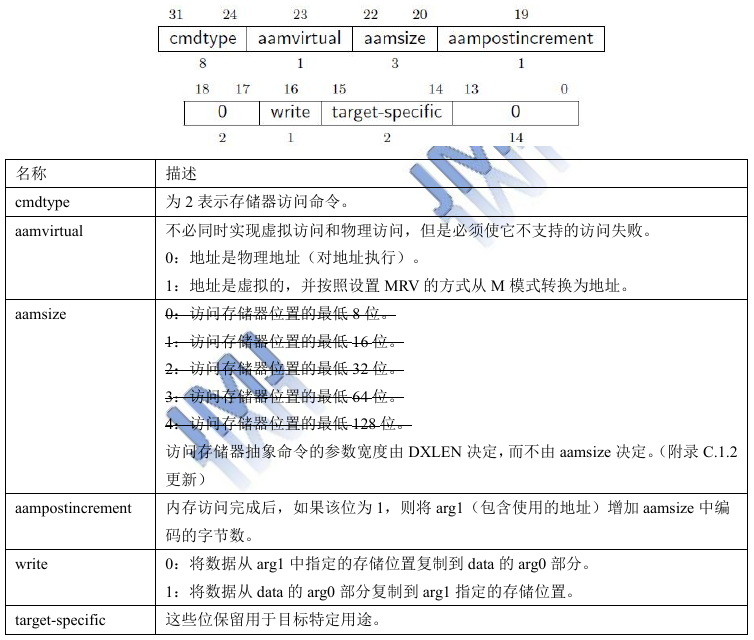 31 24 23 22 20 19
cmdtype aamvirtual aamsize aampostincrement
8 1 3 1
18 17 16 15 14 13 0
0 write target-specific 0
2 1 2 14
名称 描述
cmdtype 为 2 表示存储器访问命令。
aamvirtual 不必同时实现虚拟访问和物理访问，但是必须使它不支持的访问失败。
0：地址是物理地址（对地址执行）。
1：地址是虚拟的，并按照设置 MRV 的方式从 M 模式转换为地址。
aamsize 0：访问存储器位置的最低 8 位。
1：访问存储器位置的最低 16 位。
2：访问存储器位置的最低 32 位。
3：访问存储器位置的最低 64 位。
4：访问存储器位置的最低 128 位。
访问存储器抽象命令的参数宽度由 DXLEN 决定，而不由 aamsize 决定。（附录 C.1.2
更新）
aampostincrement 内存访问完成后，如果该位为 1，则将 arg1（包含使用的地址）增加 aamsize 中编
码的字节数。
write 0：将数据从 arg1 中指定的存储位置复制到 data 的 arg0 部分。
1：将数据从 data 的 arg0 部分复制到 arg1 指定的存储位置。
target-specific 这些位保留用于目标特定用途。